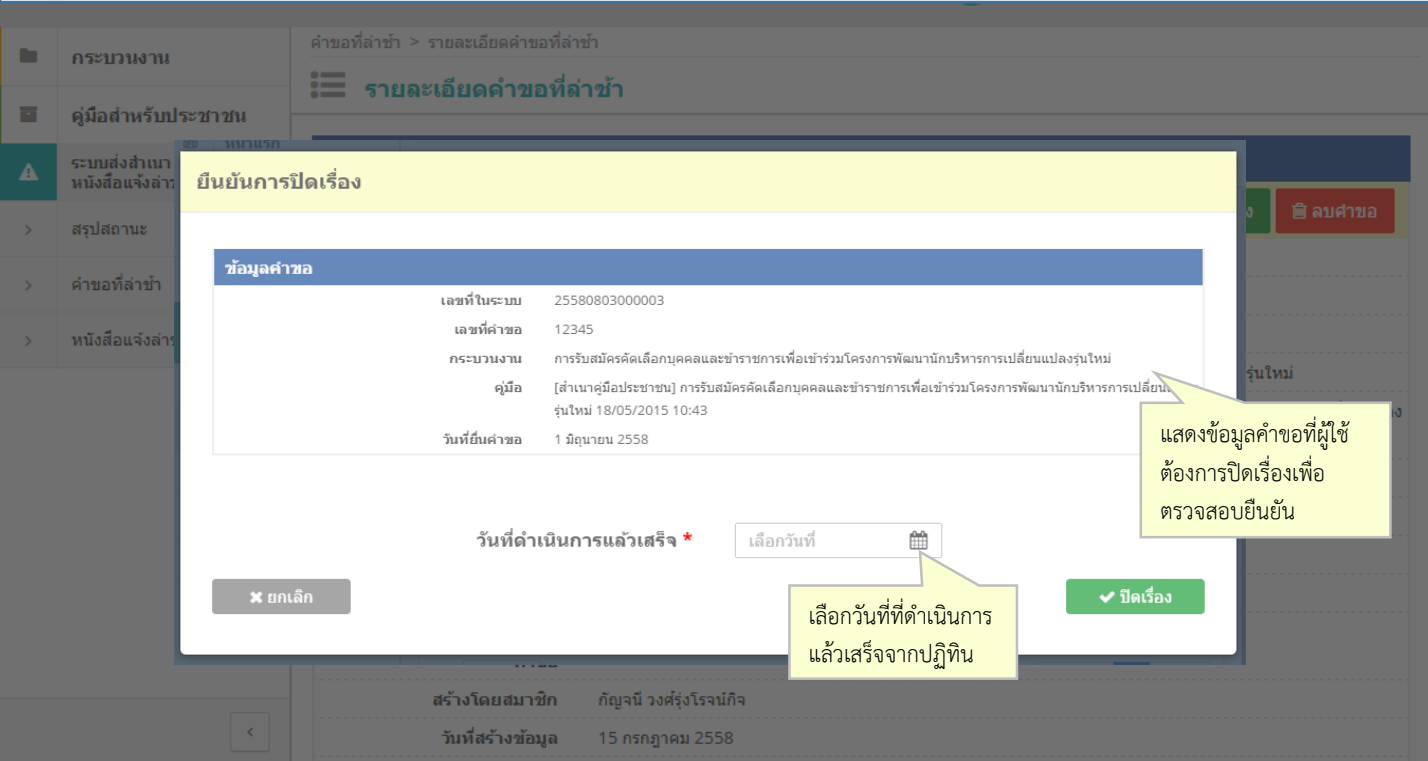 คำขอที่ล่าช้า > รายละเอียดคำขอที่ล่าช้า
รายละเอียดคำขอที่ล่าช้า
กระบวนงาน
คู่มือสำหรับประชาชน
หน้าแรก
ระบบส่งสำเนา
หนังสือแจ้งล่าช
สรุปสถานะ
คำขอที่ล่าช้า
หนังสือแจ้งล่าช
ลบคำขอ
ยืนยันการปิดเรื่อง
ข้อมูลคำขอ
เลขที่ในระบบ 25580803000003
เลขที่คำขอ 12345
กระบวนงาน การรับสมัครคัดเลือกบุคคลและข้าราชการเพื่อเข้าร่วมโครงการพัฒนานักบริหารการเปลี่ยนแปลงรุ่นใหม่
คู่มือ [สำเนาคู่มือประชาชน] การรับสมัครคัดเลือกบุคคลและข้าราชการเพื่อเข้าร่วมโครงการพัฒนานักบริหารการเปลี่ยน
รุ่นใหม่ 18/05/2015 10:43
วันที่ยื่นคำขอ 1 มิถุนายน 2558
รุ่นใหม่
แสดงข้อมูลคำขอที่ผู้ใช้
ต้องการปิดเรื่องเพื่อ
ตรวจสอบยืนยัน
วันที่ดำเนินการแล้วเสร็จ * เลือกวันที่
ยกเลิก
ปิดเรื่อง
เลือกวันที่ที่ดำเนินการ
แล้วเสร็จจากปฏิทิน
สร้างโดยสมาชิก กัญจนี วงศ์รุ่งโรจน์กิจ
วันที่สร้างข้อมูล 15 กรกฎาคม 2558